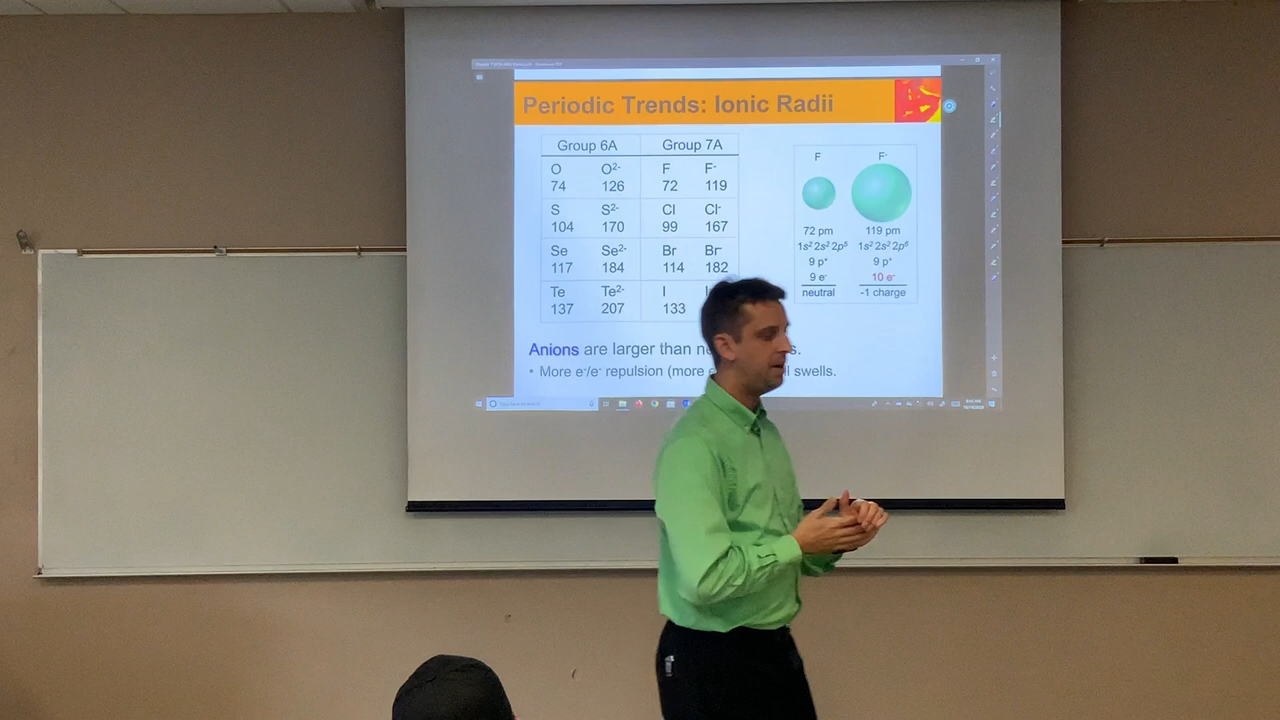 Periodic Trends: Ionic Radii
Group 6A Group 7A
O O²⁻ F F⁻
74 126 72 119
S S²⁻ Cl Cl⁻
104 170 99 167
Se Se²⁻ Br Br⁻
117 184 114 182
Te Te²⁻ I
137 207 133
F F⁻
72 pm 119 pm
1s² 2s² 2p⁵ 1s² 2s² 2p⁶
9 p⁺ 9 p⁺
9 e⁻ 10 e⁻
neutral -1 charge
Anions are larger than
• More e⁻/e⁻ repulsion (more swells.